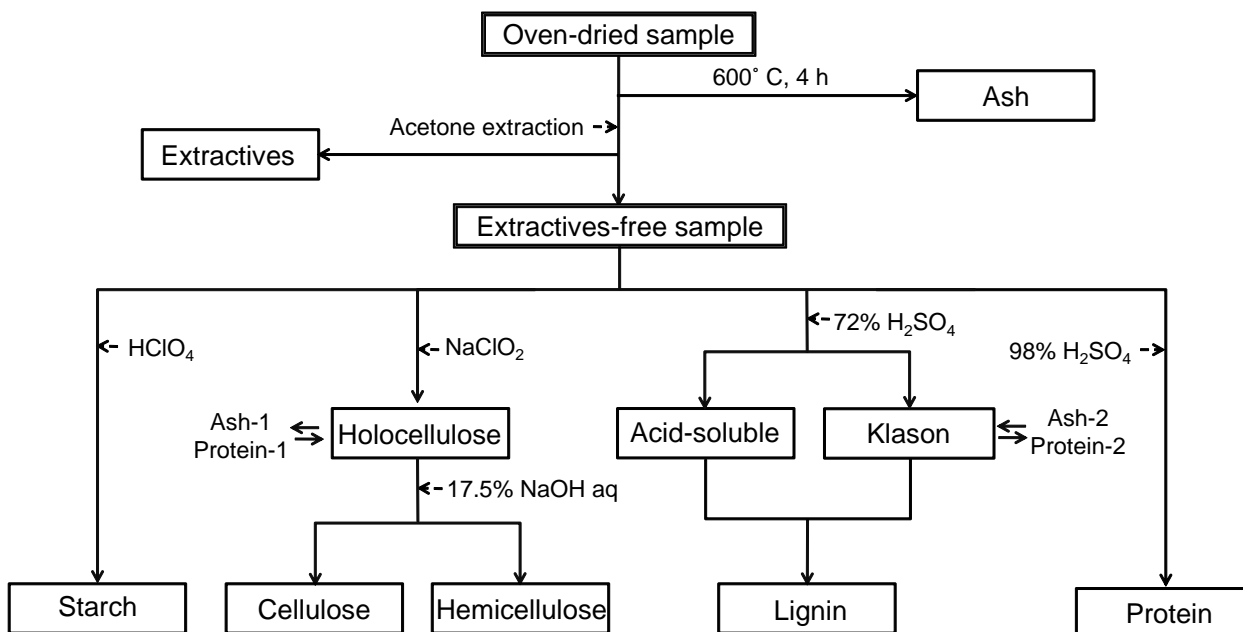 Oven-dried sample
600° C, 4 h
Ash
Acetone extraction
Extractives
Extractives-free sample
HClO₄
NaClO₂
72% H₂SO₄
98% H₂SO₄
Ash-1
Protein-1
Holocellulose
Acid-soluble
Klason
Ash-2
Protein-2
17.5% NaOH aq
Starch
Cellulose
Hemicellulose
Lignin
Protein